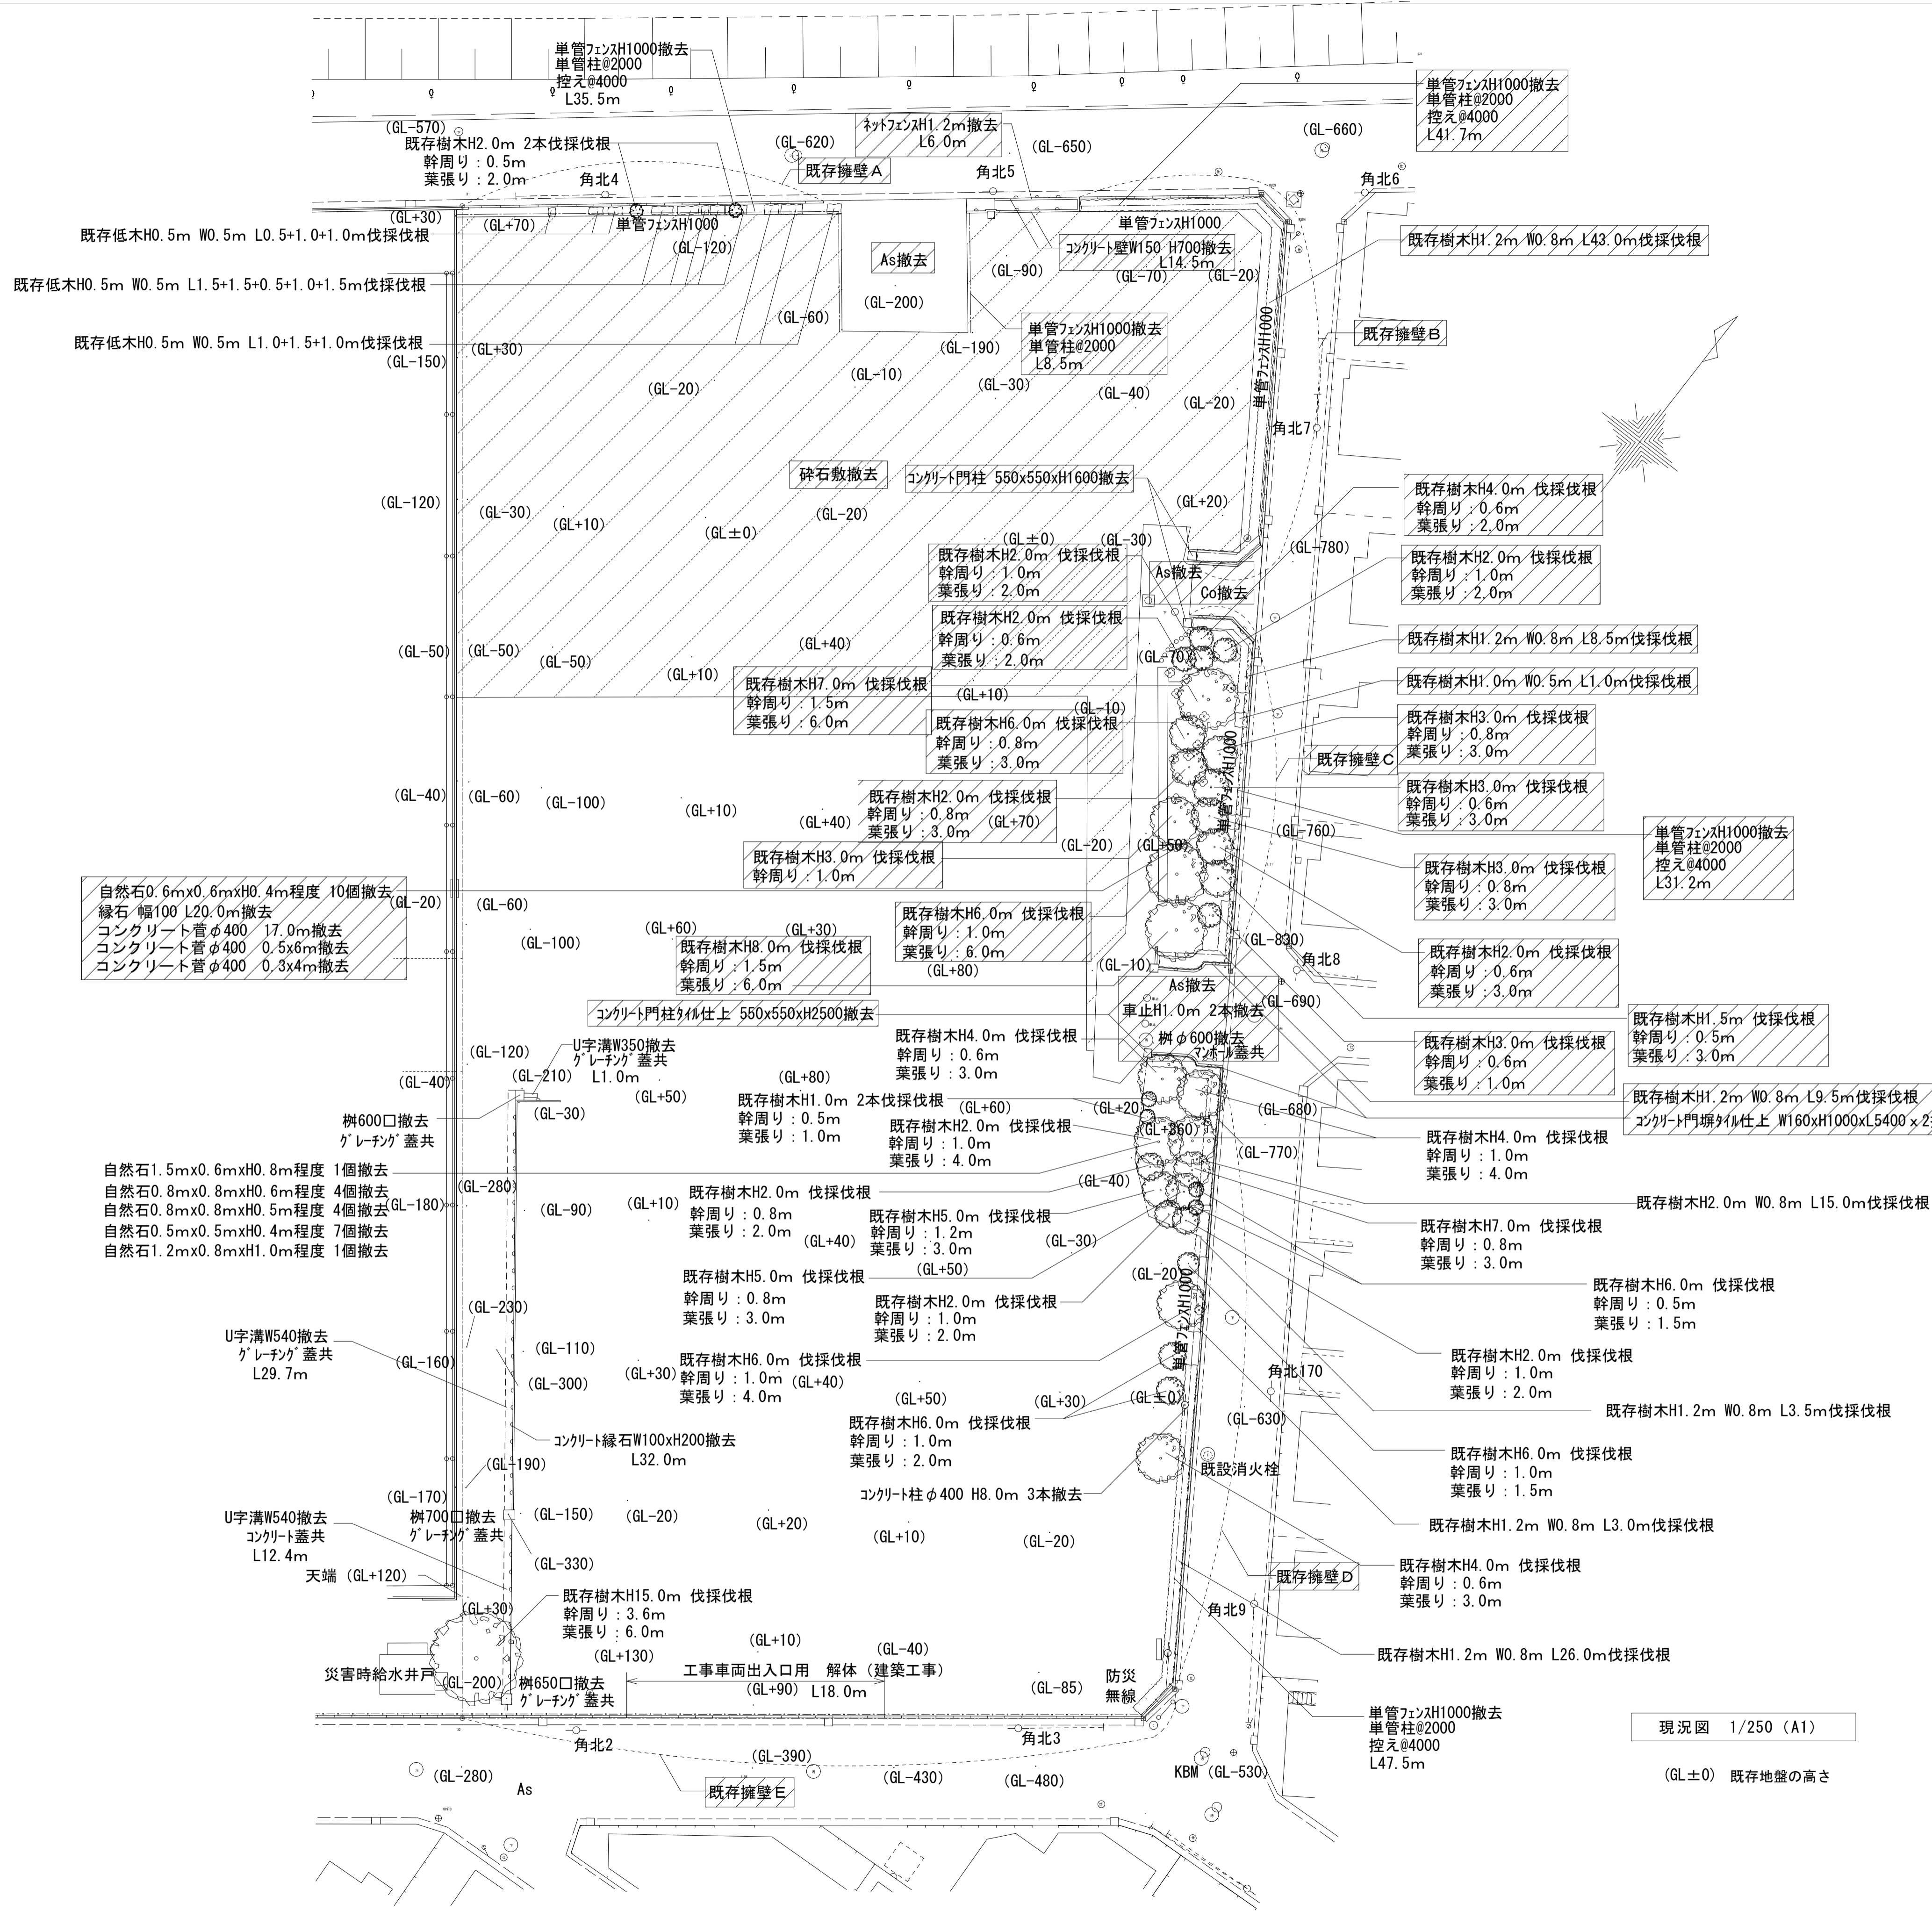 単管フェンスH1000撤去
単管柱@2000
控え@4000
L35.5m
単管フェンスH1000撤去
単管柱@2000
控え@4000
L41.7m
(GL-570)
既存樹木H2.0m 2本伐採伐根
幹周り：0.5m
葉張り：2.0m
角北4
(GL-620)
既存擁壁A
ネットフェンスH1.2m撤去
L6.0m
(GL-650)
(GL-660)
角北5
角北6
(GL+30)
(GL+70)
単管フェンスH1000
(GL-120)
単管フェンスH1000
既存低木H0.5m W0.5m L0.5+1.0+1.0m伐採伐根
As撤去
コンクリート壁W150 H700撤去
L14.5m
(GL-90)
(GL-70)
(GL-20)
既存樹木H1.2m W0.8m L43.0m伐採伐根
既存低木H0.5m W0.5m L1.5+1.5+0.5+1.0+1.5m伐採伐根
(GL-200)
(GL-60)
単管フェンスH1000撤去
単管柱@2000
L8.5m
単管フェンスH1000
既存擁壁B
既存低木H0.5m W0.5m L1.0+1.5+1.0m伐採伐根
(GL-150)
(GL+30)
(GL-190)
(GL-20)
(GL-10)
(GL-30)
(GL-40)
(GL-20)
角北7
砕石敷撤去
コンクリート門柱 550x550xH1600撤去
(GL-120)
(GL-30)
(GL+10)
(GL±0)
(GL-20)
(GL+20)
既存樹木H4.0m 伐採伐根
幹周り：0.6m
葉張り：2.0m
(GL±0)
(GL-30)
(GL-780)
既存樹木H2.0m 伐採伐根
幹周り：1.0m
葉張り：2.0m
As撤去
Co撤去
既存樹木H2.0m 伐採伐根
幹周り：1.0m
葉張り：2.0m
既存樹木H2.0m 伐採伐根
幹周り：0.6m
葉張り：2.0m
既存樹木H1.2m W0.8m L8.5m伐採伐根
(GL-50)
(GL-50)
(GL-50)
(GL+10)
(GL+40)
(GL-70)
既存樹木H7.0m 伐採伐根
幹周り：1.5m
葉張り：6.0m
(GL+10)
(GL-10)
既存樹木H1.0m W0.5m L1.0m伐採伐根
既存樹木H6.0m 伐採伐根
幹周り：0.8m
葉張り：3.0m
既存樹木H3.0m 伐採伐根
幹周り：0.8m
葉張り：3.0m
単管フェンスH1000
既存擁壁C
(GL-40)
(GL-60)
(GL-100)
(GL+10)
(GL+40)
既存樹木H2.0m 伐採伐根
幹周り：0.8m
葉張り：3.0m
(GL+70)
既存樹木H3.0m 伐採伐根
幹周り：0.6m
葉張り：3.0m
(GL-760)
単管フェンスH1000撤去
単管柱@2000
控え@4000
L31.2m
(GL-20)
(GL+50)
既存樹木H3.0m 伐採伐根
幹周り：1.0m
既存樹木H3.0m 伐採伐根
幹周り：0.8m
葉張り：3.0m
自然石0.6mx0.6mxH0.4m程度 10個撤去
縁石 幅100 L20.0m撤去
コンクリート菅φ400 17.0m撤去
コンクリート菅φ400 0.5x6m撤去
コンクリート菅φ400 0.3x4m撤去
(GL-20)
(GL-60)
(GL-100)
(GL+60)
(GL+30)
既存樹木H6.0m 伐採伐根
幹周り：1.0m
葉張り：6.0m
既存樹木H8.0m 伐採伐根
幹周り：1.5m
葉張り：6.0m
(GL+80)
(GL-10)
(GL-830)
角北8
既存樹木H2.0m 伐採伐根
幹周り：0.6m
葉張り：3.0m
コンクリート門柱タイル仕上 550x550xH2500撤去
As撤去
車止H1.0m 2本撤去
桝φ600撤去
マンホール蓋共
(GL-690)
既存樹木H1.5m 伐採伐根
幹周り：0.5m
葉張り：3.0m
既存樹木H4.0m 伐採伐根
幹周り：0.6m
葉張り：3.0m
既存樹木H3.0m 伐採伐根
幹周り：0.6m
葉張り：1.0m
U字溝W350撤去
グレーチング蓋共
L1.0m
(GL-120)
(GL-210)
(GL-40)
(GL-30)
(GL+50)
(GL+80)
既存樹木H1.2m W0.8m L9.5m伐採伐根
コンクリート門塀タイル仕上 W160xH1000xL5400×2
桝600□撤去
グレーチング蓋共
既存樹木H1.0m 2本伐採伐根
幹周り：0.5m
葉張り：1.0m
(GL+60)
(GL+20)
(GL-680)
既存樹木H2.0m 伐採伐根
幹周り：1.0m
葉張り：4.0m
(GL+360)
(GL-770)
既存樹木H4.0m 伐採伐根
幹周り：1.0m
葉張り：4.0m
自然石1.5mx0.6mxH0.8m程度 1個撤去
自然石0.8mx0.8mxH0.6m程度 4個撤去
自然石0.8mx0.8mxH0.5m程度 4個撤去
自然石0.5mx0.5mxH0.4m程度 7個撤去
自然石1.2mx0.8mxH1.0m程度 1個撤去
(GL-280)
(GL-180)
(GL-90)
(GL+10)
既存樹木H2.0m 伐採伐根
幹周り：0.8m
葉張り：2.0m
(GL-40)
既存樹木H2.0m W0.8m L15.0m伐採伐根
既存樹木H5.0m 伐採伐根
幹周り：1.2m
葉張り：3.0m
(GL+40)
(GL-30)
(GL+50)
既存樹木H7.0m 伐採伐根
幹周り：0.8m
葉張り：3.0m
既存樹木H5.0m 伐採伐根
幹周り：0.8m
葉張り：3.0m
(GL-20)
単管フェンスH1000
既存樹木H6.0m 伐採伐根
幹周り：0.5m
葉張り：1.5m
既存樹木H2.0m 伐採伐根
幹周り：1.0m
葉張り：2.0m
(GL-230)
U字溝W540撤去
グレーチング蓋共
L29.7m
(GL-160)
(GL-110)
(GL-300)
(GL+30)
既存樹木H6.0m 伐採伐根
幹周り：1.0m
葉張り：4.0m
(GL+40)
(GL+50)
(GL+30)
(GL±0)
角北170
既存樹木H2.0m 伐採伐根
幹周り：1.0m
葉張り：2.0m
(GL-630)
既存樹木H1.2m W0.8m L3.5m伐採伐根
既存樹木H6.0m 伐採伐根
幹周り：1.0m
葉張り：2.0m
コンクリート縁石W100xH200撤去
L32.0m
(GL-190)
既設消火栓
既存樹木H6.0m 伐採伐根
幹周り：1.0m
葉張り：1.5m
コンクリート柱φ400 H8.0m 3本撤去
(GL-170)
U字溝W540撤去
コンクリート蓋共
L12.4m
桝700□撤去
グレーチング蓋共
(GL-150)
(GL-20)
(GL+20)
(GL+10)
(GL-20)
既存樹木H1.2m W0.8m L3.0m伐採伐根
(GL-330)
天端（GL+120)
既存擁壁D
既存樹木H4.0m 伐採伐根
幹周り：0.6m
葉張り：3.0m
既存樹木H15.0m 伐採伐根
幹周り：3.6m
葉張り：6.0m
(GL+30)
角北9
(GL+130)
(GL+10)
(GL-40)
既存樹木H1.2m W0.8m L26.0m伐採伐根
災害時給水井戸
(GL-200)
桝650□撤去
グレーチング蓋共
工事車両出入口用 解体（建築工事）
(GL+90) L18.0m
(GL-85)
防災
無線
単管フェンスH1000撤去
単管柱@2000
控え@4000
L47.5m
現況図 1/250（A1）
角北2
角北3
(GL-390)
(GL-280)
As
既存擁壁E
(GL-430)
(GL-480)
KBM（GL-530)
(GL±0) 既存地盤の高さ